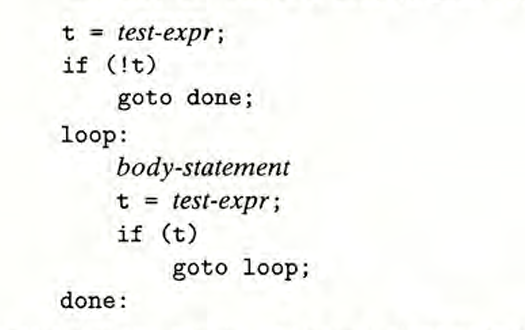 t = test-expr;
if (!t)
goto done;
loop:
body-statement
t = test-expr;
if (t)
goto loop;
done: